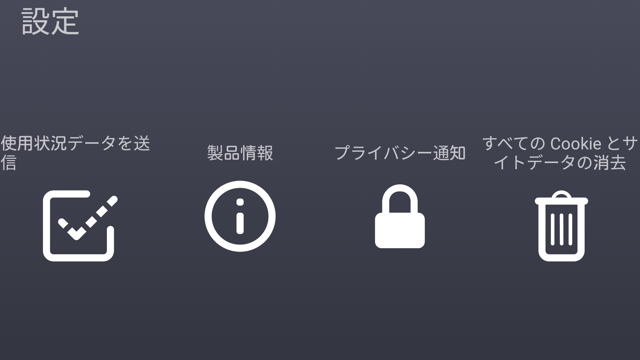 設定
使用状況データを送
信
製品情報
プライバシー通知
すべての Cookie とサ
イトデータの消去